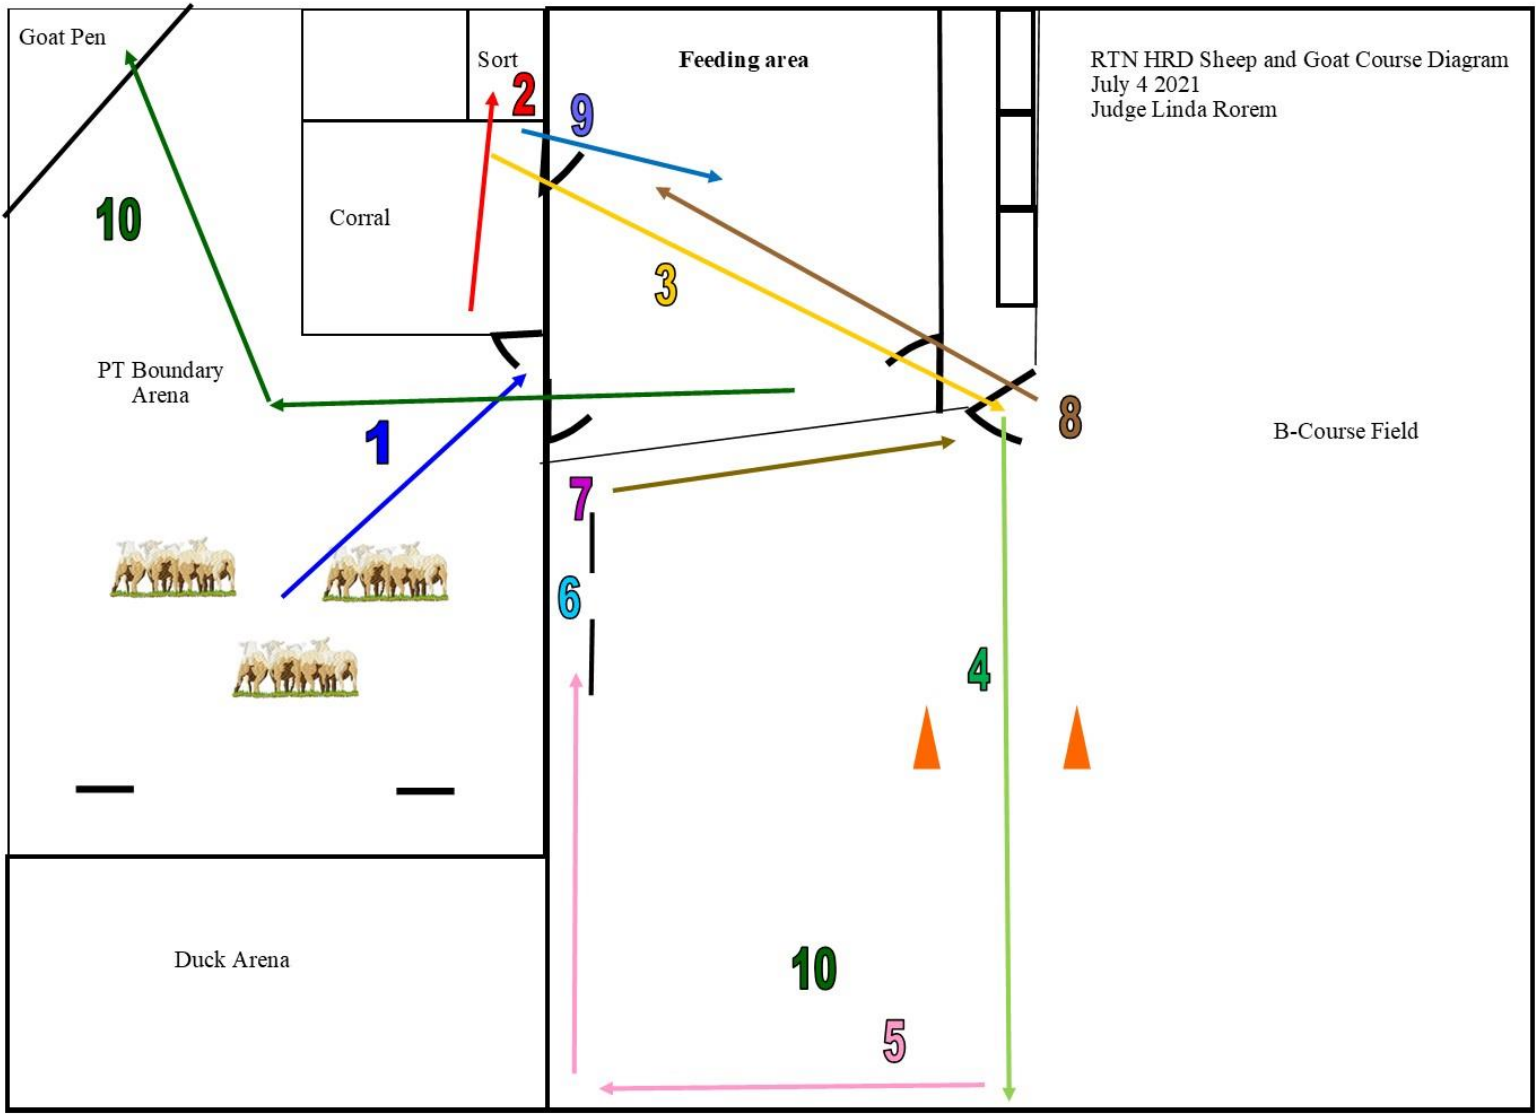 Goat Pen
Sort
2
9
Feeding area
RTN HRD Sheep and Goat Course Diagram
July 4 2021
Judge Linda Rorem
10
Corral
3
PT Boundary
Arena
1
8
B-Course Field
7
6
4
Duck Arena
10
5